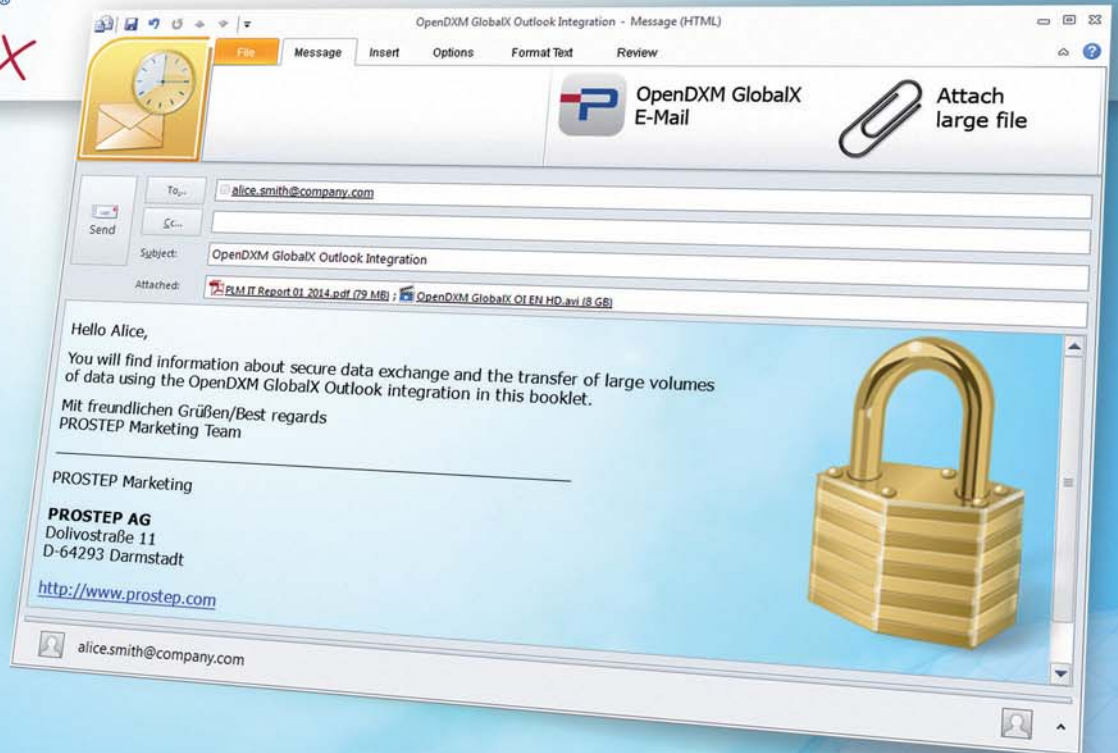 ®
X
OpenDXM GlobalX Outlook Integration - Message (HTML)
File Message Insert Options Format Text Review
OpenDXM GlobalX
E-Mail
Attach
large file
Send
To...
alice.smith@company.com
Cc...
Subject:
OpenDXM GlobalX Outlook Integration
Attached:
PLM IT Report 01 2014.pdf (79 MB) ; OpenDXM GlobalX OI EN HD.avi (8 GB)
Hello Alice,
You will find information about secure data exchange and the transfer of large volumes
of data using the OpenDXM GlobalX Outlook integration in this booklet.
Mit freundlichen Grüßen/Best regards
PROSTEP Marketing Team
PROSTEP Marketing
PROSTEP AG
Dolivostraße 11
D-64293 Darmstadt
http://www.prostep.com
alice.smith@company.com